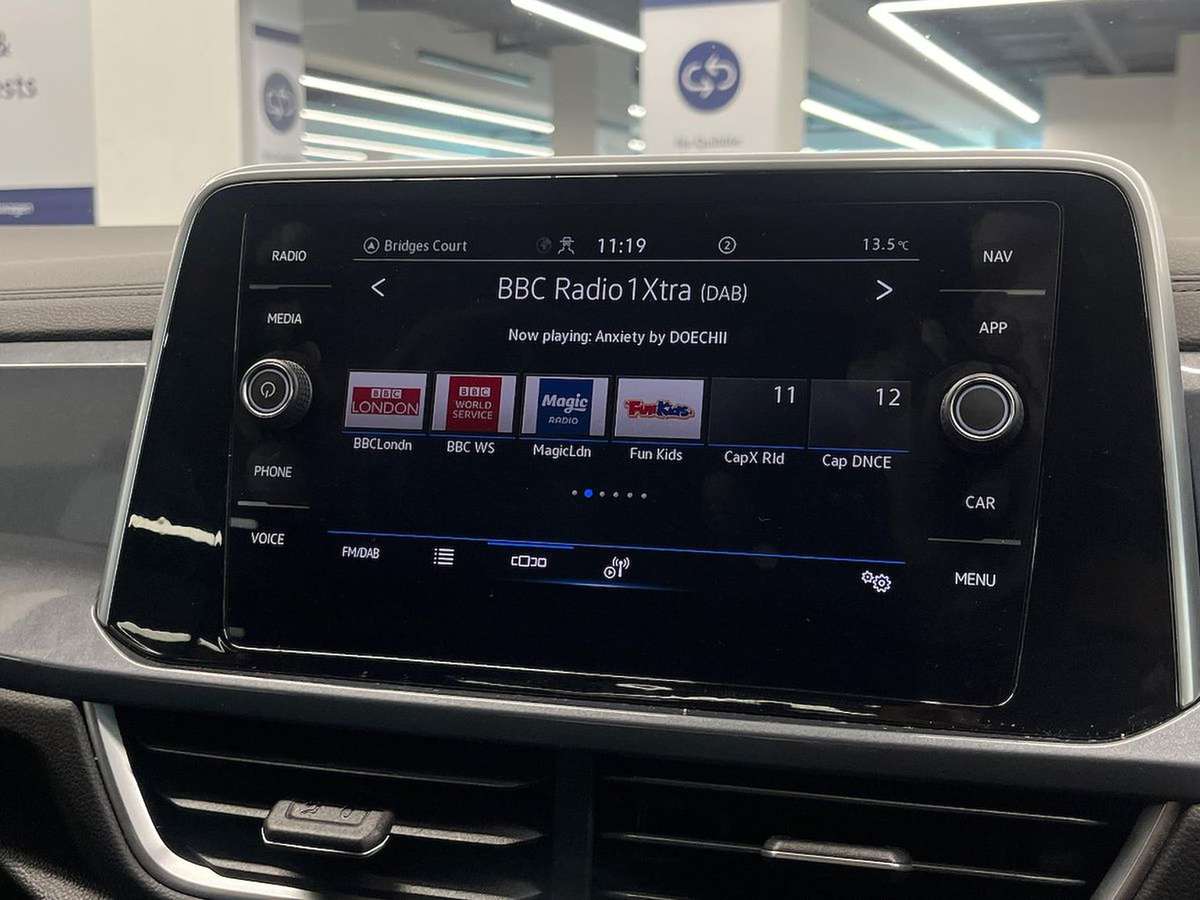 &
sts
RADIO
MEDIA
PHONE
VOICE
Bridges Court
11:19
2
13.5°C
< BBC Radio1Xtra (DAB) >
Now playing: Anxiety by DOECHII
BBC
LONDON
BBC
WORLD
SERVICE
Magic
RADIO
FunKids
11
12
BBCLondn
BBC WS
MagicLdn
Fun Kids
CapX Rld
Cap DNCE
FM/DAB
NAV
APP
CAR
MENU